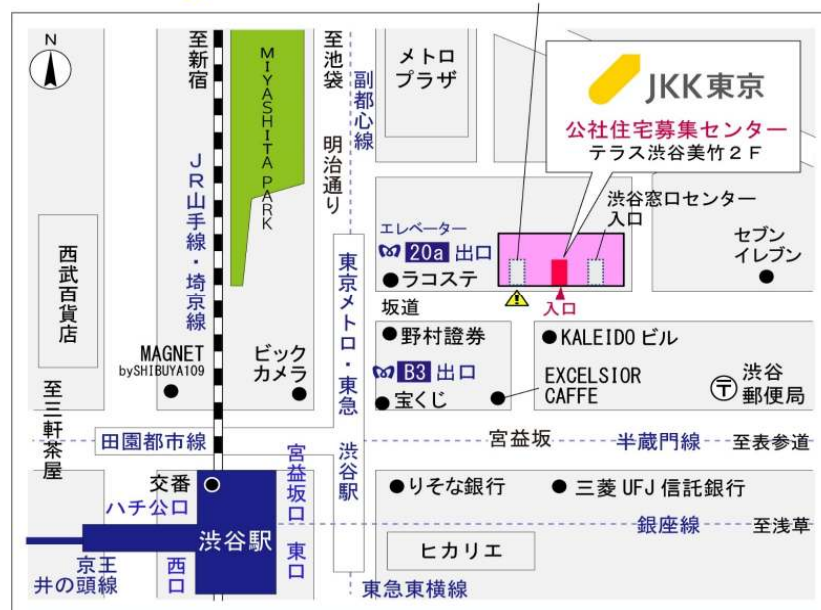 N
至新宿
MIYASHITA PARK
至池袋
副都心線
明治通り
メトロ
プラザ
JKK東京
公社住宅募集センター
テラス渋谷美竹2F
JR山手線・埼京線
渋谷窓口センター
入口
エレベーター
20a 出口
ラコステ
セブン
イレブン
西武百貨店
東京メトロ・東急 渋谷駅
坂道
入口
野村證券
KALEIDO ビル
MAGNET
bySHIBUYA109
ビック
カメラ
B3 出口
宝くじ
EXCELSIOR
CAFFE
渋谷
郵便局
至三軒茶屋
田園都市線
宮益坂
半蔵門線
至表参道
交番
ハチ公口
宮益坂口
りそな銀行
三菱UFJ信託銀行
渋谷駅
銀座線
至浅草
京王
井の頭線
西口
東口
ヒカリエ
東急東横線